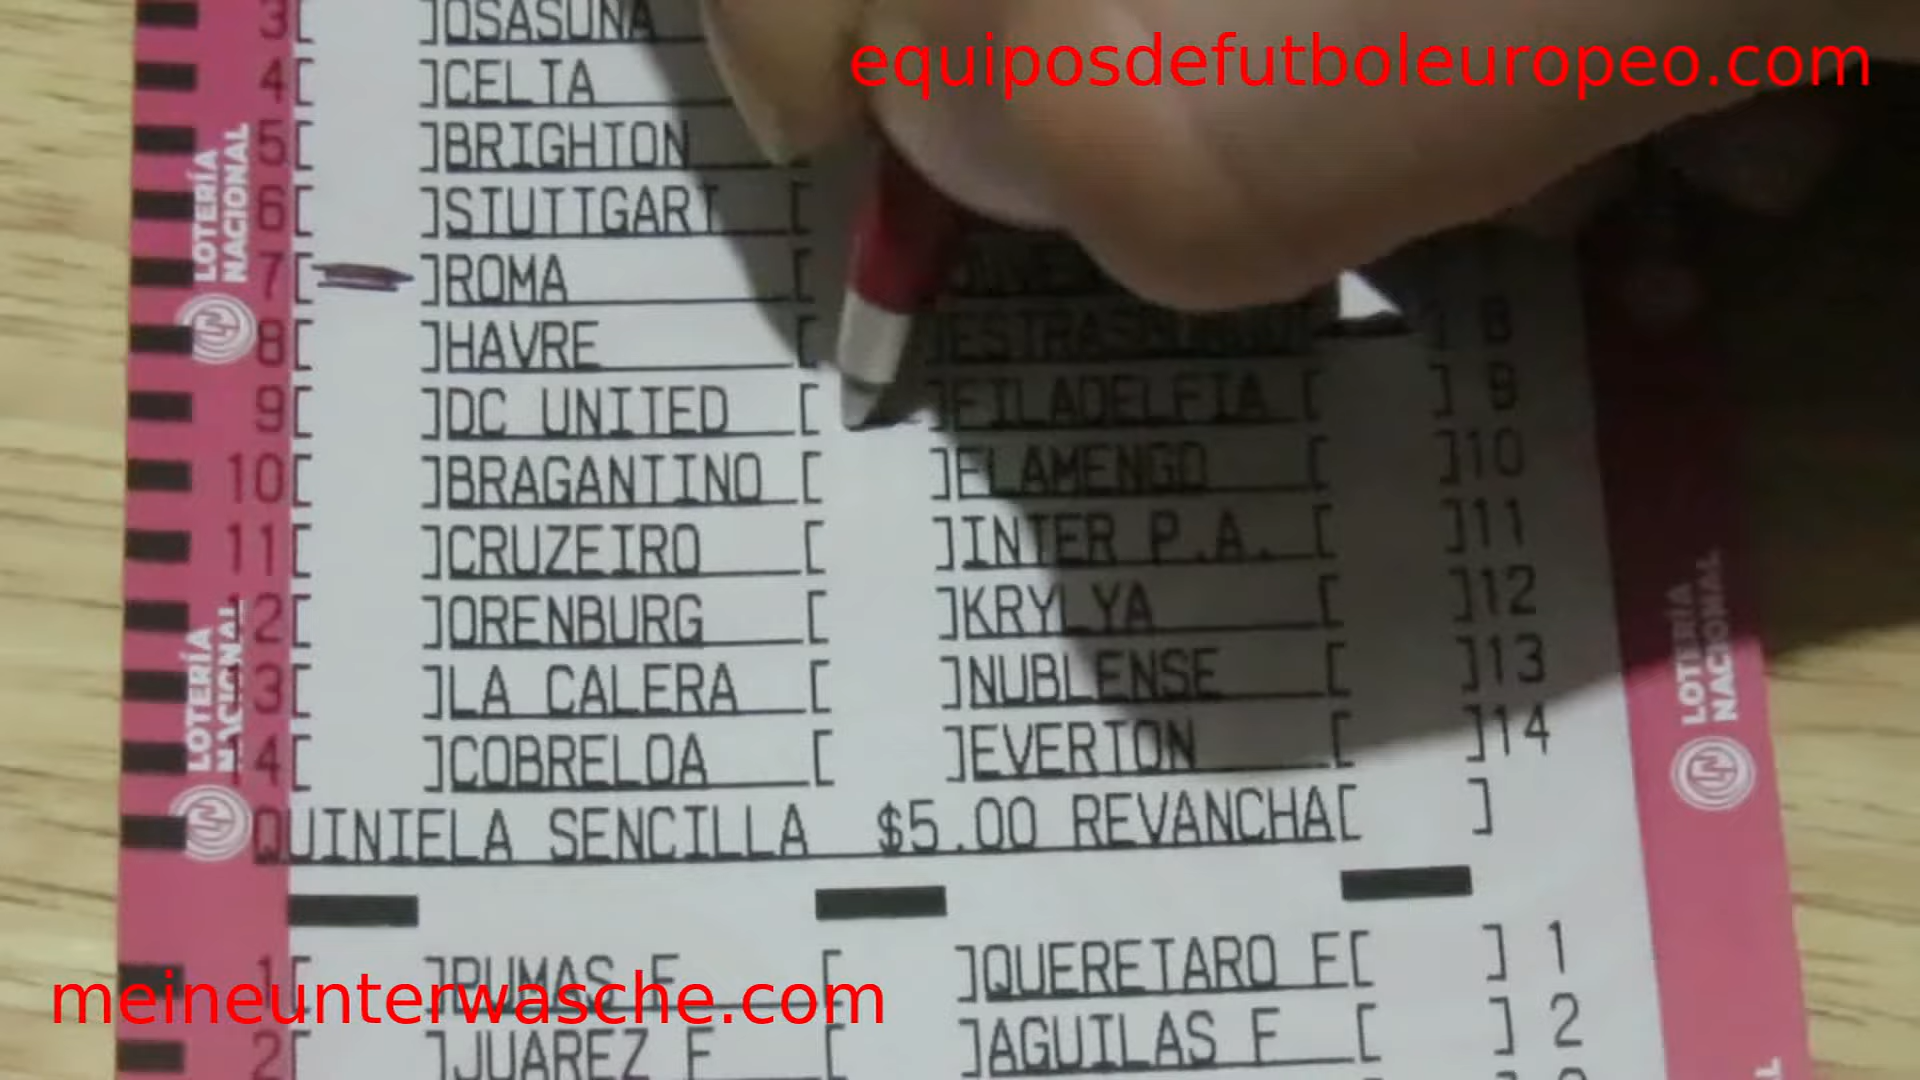 equiposdefutboleuropeo.com
3[ ]OSASUNA
4[ ]CELTA
5[ ]BRIGHTON
6[ ]STUTTGART [
7[ ]ROMA [
8[ ]HAVRE [ ] 8
9[ ]DC UNITED [ ]FILADELFIA [ ] 9
10[ ]BRAGANTINO [ ]FLAMENGO [ ]10
11[ ]CRUZEIRO [ ]INTER P.A. [ ]11
12[ ]ORENBURG [ ]KRYLYA [ ]12
13[ ]LA CALERA [ ]NUBLENSE [ ]13
14[ ]COBRELOA [ ]EVERTON [ ]14
QUINIELA SENCILLA $5.00 REVANCHA[ ]
1[ ]PUMAS F [ ]QUERETARO F[ ] 1
2[ ]JUAREZ F [ ]AGUILAS F [ ] 2
LOTERÍA NACIONAL
LOTERÍA NACIONAL
LOTERÍA NACIONAL
meineunterwasche.com